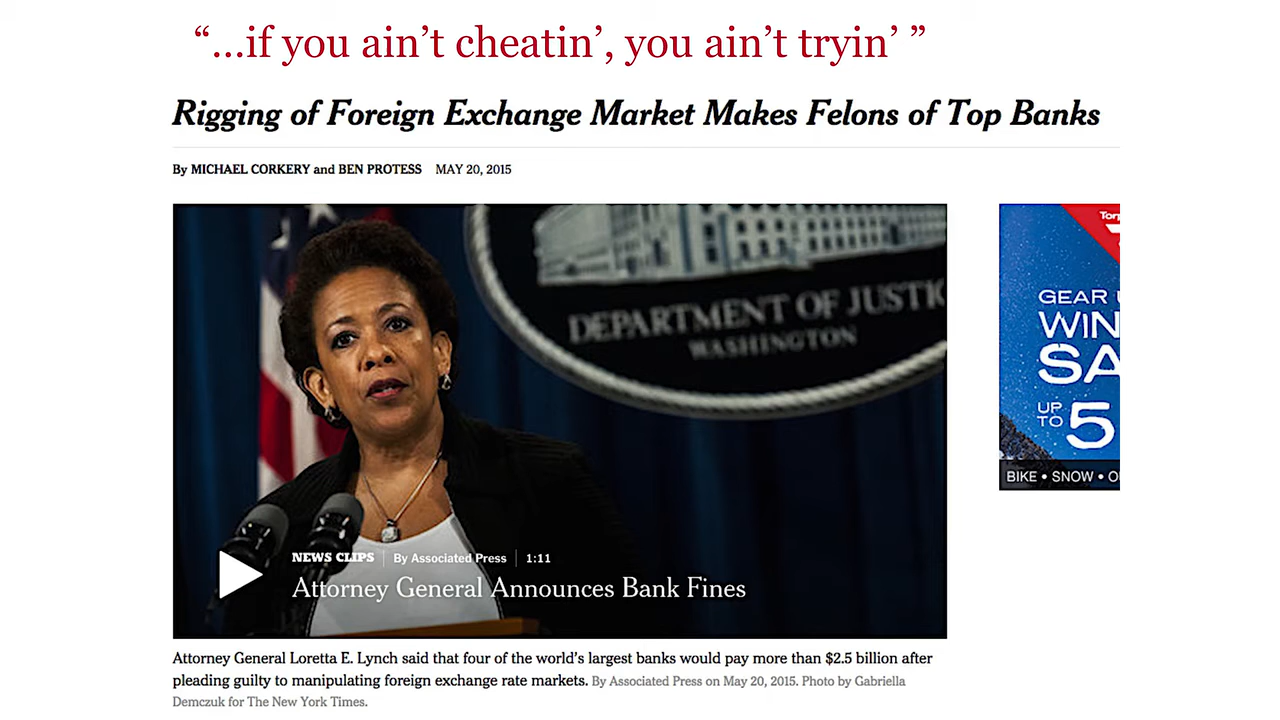 “...if you ain’t cheatin’, you ain’t tryin’ ”
Rigging of Foreign Exchange Market Makes Felons of Top Banks
By MICHAEL CORKERY and BEN PROTESS MAY 20, 2015
DEPARTMENT OF JUSTIC
WASHINGTON
GEAR
WIN
SA
UP TO 5
BIKE • SNOW •
NEWS CLIPS | By Associated Press | 1:11
Attorney General Announces Bank Fines
Attorney General Loretta E. Lynch said that four of the world’s largest banks would pay more than $2.5 billion after
pleading guilty to manipulating foreign exchange rate markets. By Associated Press on May 20, 2015. Photo by Gabriella
Demczuk for The New York Times.